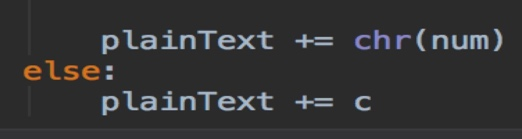 plainText += chr(num)
else:
        plainText += c